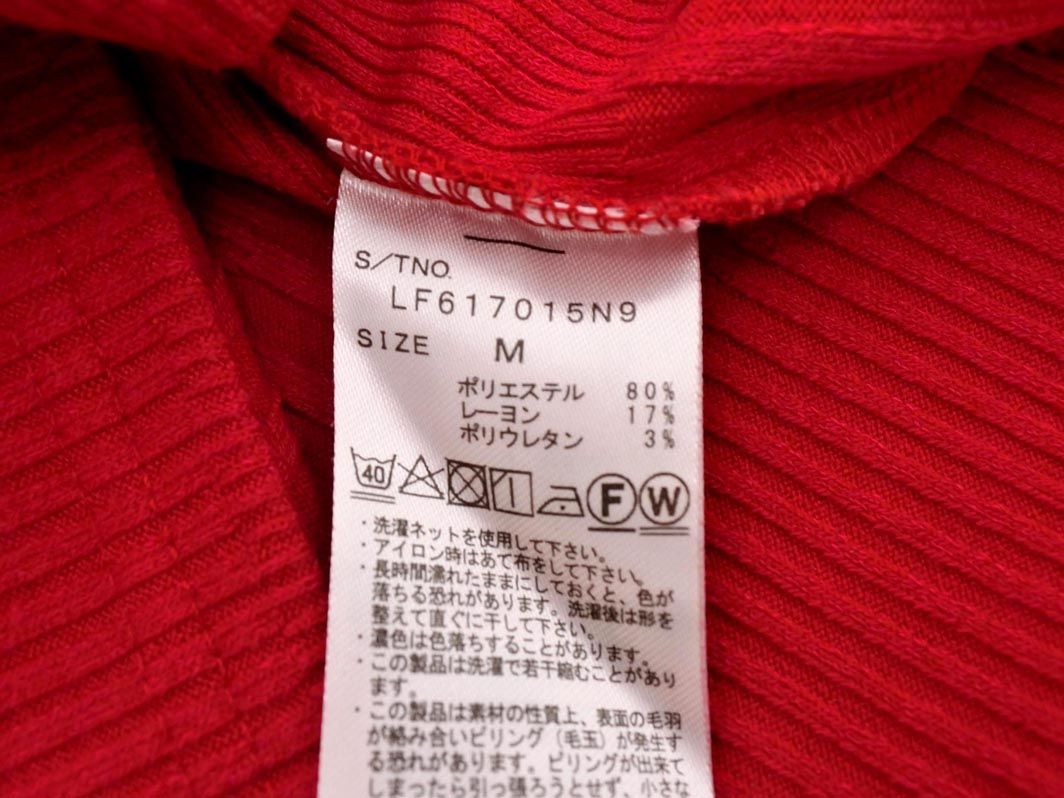 S/TNO.
LF617015N9
SIZE M
ポリエステル 80%
レーヨン 17%
ポリウレタン 3%
40 F W
・洗濯ネットを使用して下さい。
・アイロン時はあて布をして下さい。
・長時間濡れたままにしておくと、色が
落ちる恐れがあります。洗濯後は形を
整えて直ぐに干して下さい。
・濃色は色落ちすることがあります。
・この製品は洗濯で若干縮むことがあり
ます。
・この製品は素材の性質上、表面の毛羽
が絡み合いピリング（毛玉）が発生す
る恐れがあります。ピリングが出来て
しまったら引っ張ろうとせず、小さな